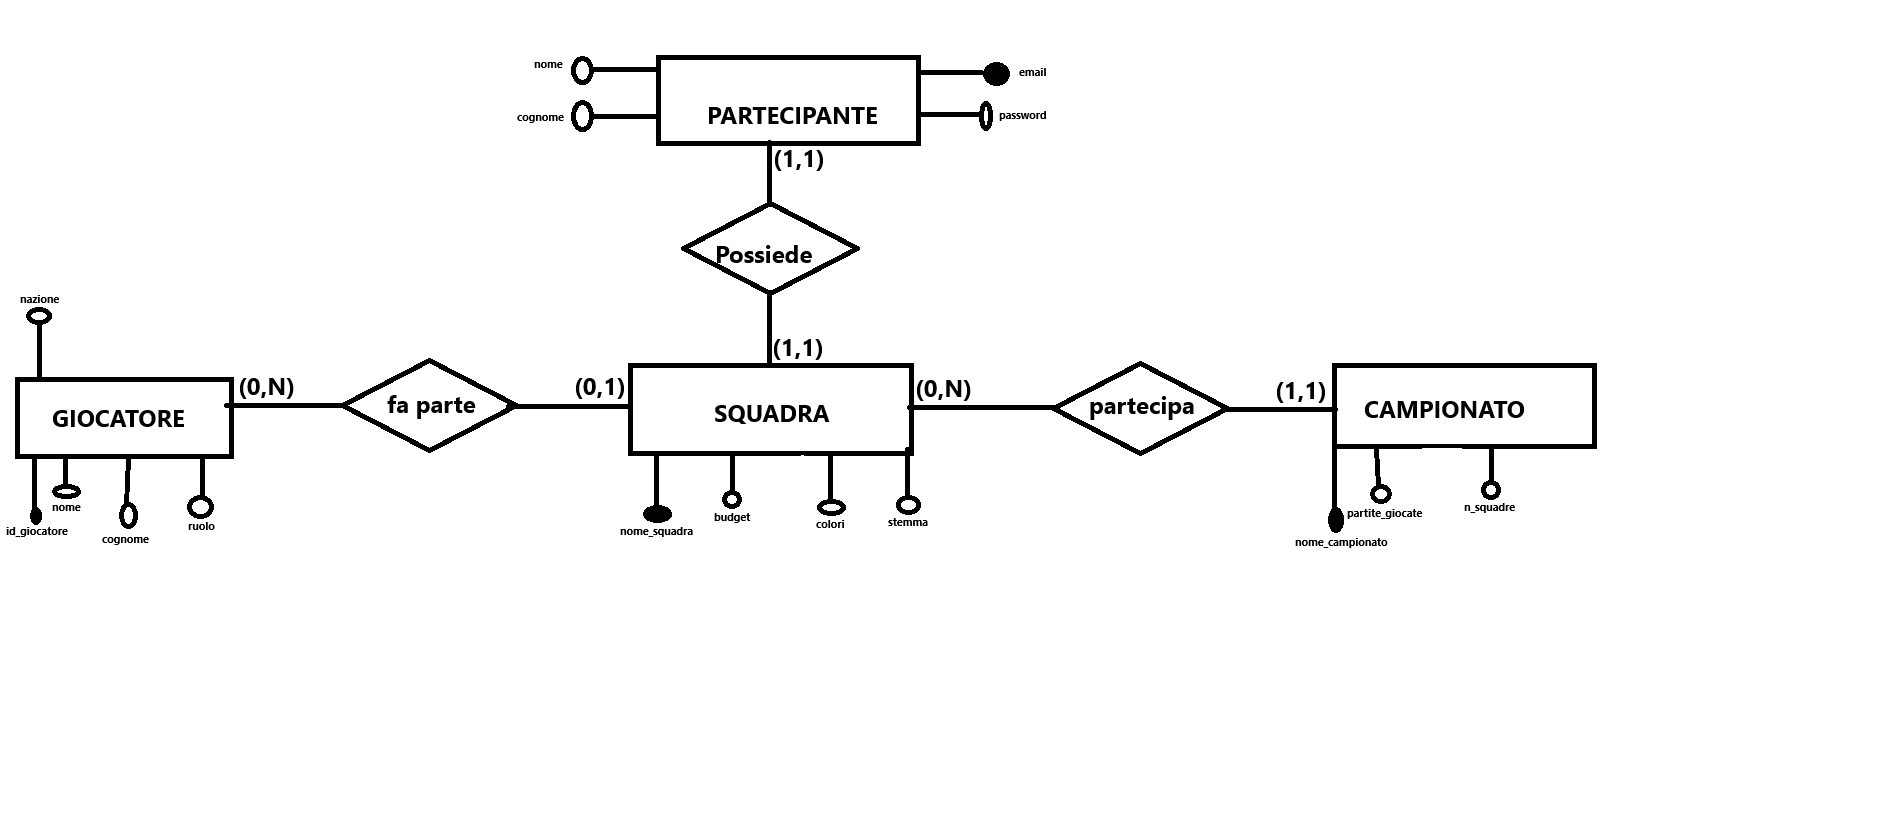 nome
email
cognome
PARTECIPANTE
password
(1,1)
Possiede
nazione
(1,1)
(0,N)
(0,1)
(0,N)
(1,1)
GIOCATORE
fa parte
SQUADRA
partecipa
CAMPIONATO
nome
id_giocatore
cognome
ruolo
nome_squadra
budget
colori
stemma
partite_giocate
n_squadre
nome_campionato